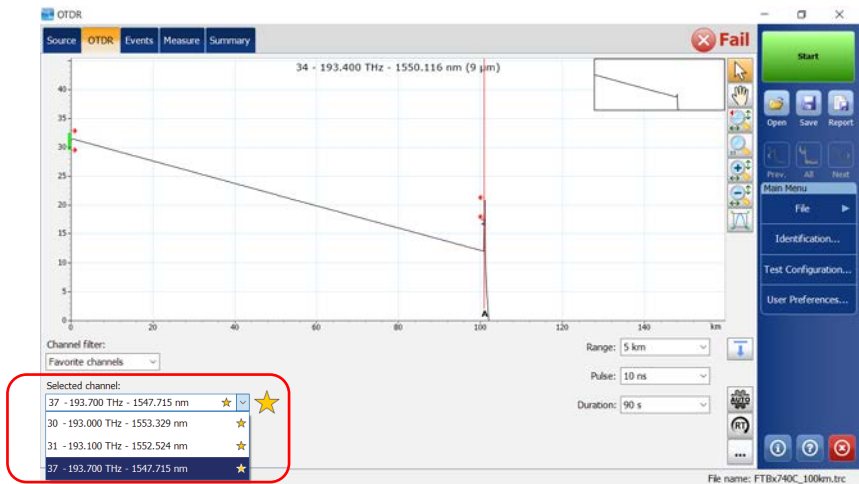 OTDR
Source OTDR Events Measure Summary
Fail
34 - 193.400 THz - 1550.116 nm (9 µm)
40-
35-
30-
25-
20-
15-
10-
5-
0-
0 20 40 60 80 100 120 140 km
A
Channel filter:
Favorite channels
Selected channel:
37 - 193.700 THz - 1547.715 nm
30 - 193.000 THz - 1553.329 nm
31 - 193.100 THz - 1552.524 nm
37 - 193.700 THz - 1547.715 nm
Range: 5 km
Pulse: 10 ns
Duration: 90 s
AUTO
RT
...
Start
Open Save Report
Prev. All Next
Main Menu
File
Identification...
Test Configuration...
User Preferences...
File name: FTBx740C_100km.trc